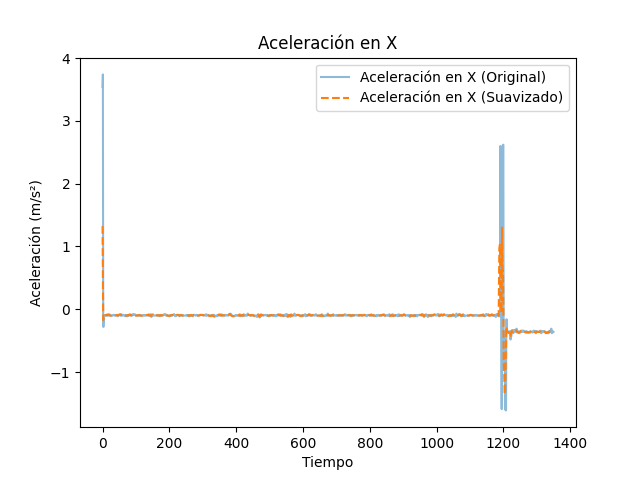 Aceleración en X
Aceleración en X (Original)
Aceleración en X (Suavizado)
Aceleración (m/s²)
4
3
2
1
0
−1
0 200 400 600 800 1000 1200 1400
Tiempo